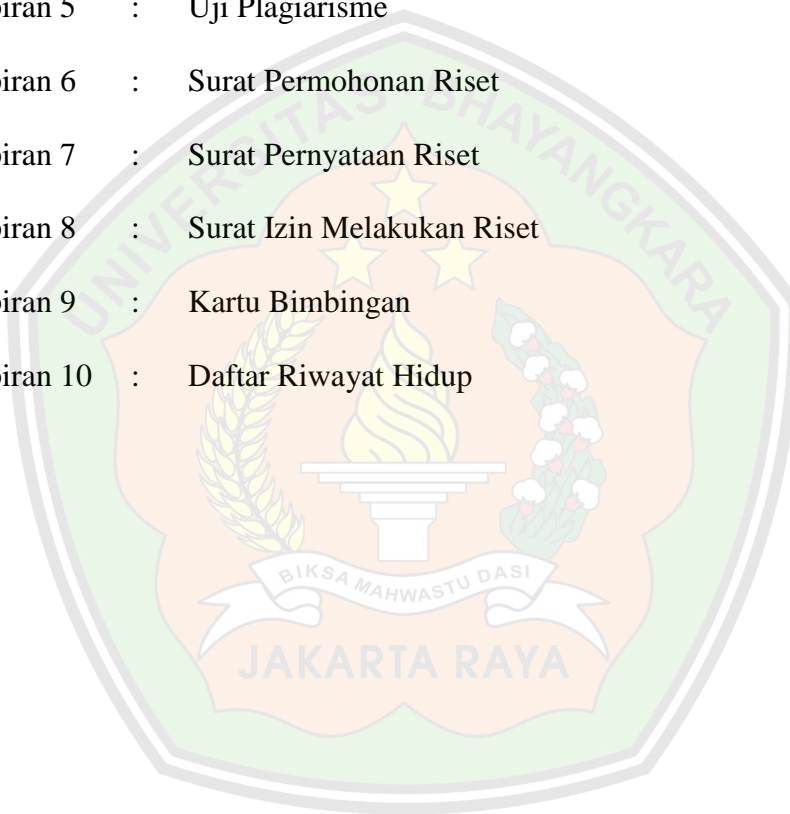 piran 5 : Uji Plagiarisme
piran 6 : Surat Permohonan Riset
piran 7 : Surat Pernyataan Riset
piran 8 : Surat Izin Melakukan Riset
piran 9 : Kartu Bimbingan
piran 10 : Daftar Riwayat Hidup
UNIVERSITAS BHAYANGKARA
BIKSA MAHWASTU DASI
JAKARTA RAYA